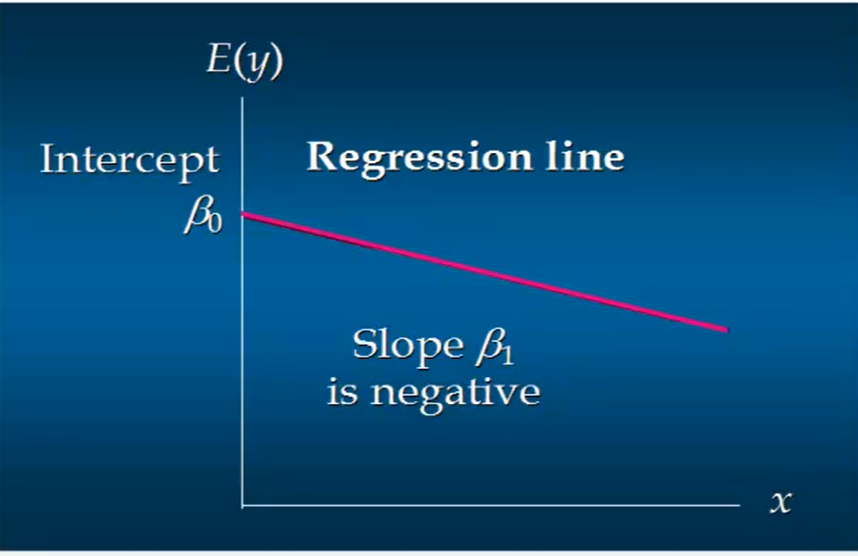 E(y)
Intercept
β₀
Regression line
Slope β₁
is negative
x